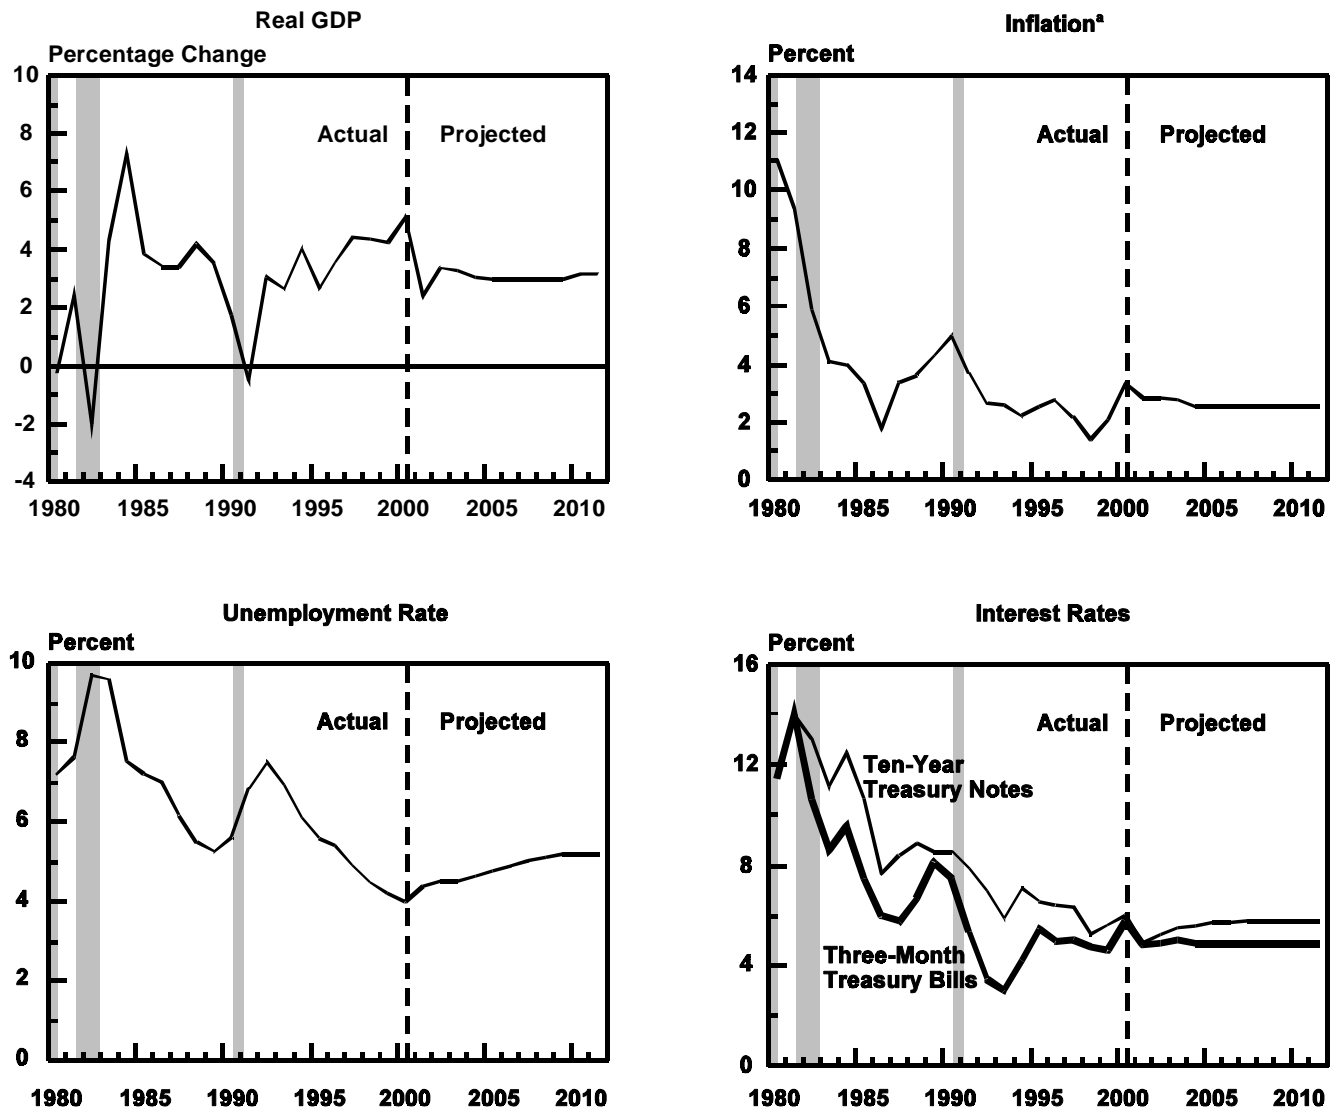 Real GDP
Percentage Change
10
8
6
4
2
0
-2
-4
Actual
Projected
1980 1985 1990 1995 2000 2005 2010
Inflationᵃ
Percent
14
12
10
8
6
4
2
0
Actual
Projected
1980 1985 1990 1995 2000 2005 2010
Unemployment Rate
Percent
10
8
6
4
2
0
Actual
Projected
1980 1985 1990 1995 2000 2005 2010
Interest Rates
Percent
16
12
8
4
0
Actual
Projected
Ten-Year
Treasury Notes
Three-Month
Treasury Bills
1980 1985 1990 1995 2000 2005 2010